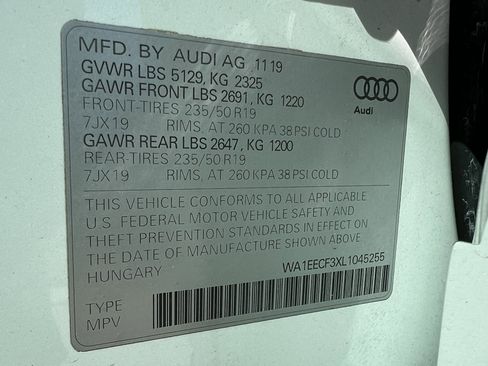 MFD. BY AUDI AG 11 19
GVWR LBS 5129, KG 2325
GAWR FRONT LBS 2691, KG 1220
FRONT-TIRES 235/50 R19
7JX19 RIMS, AT 260 KPA 38 PSI COLD
GAWR REAR LBS 2647, KG 1200
REAR-TIRES 235/50 R19
7JX19 RIMS, AT 260 KPA 38 PSI COLD
Audi
THIS VEHICLE CONFORMS TO ALL APPLICABLE
U.S. FEDERAL MOTOR VEHICLE SAFETY AND
THEFT PREVENTION STANDARDS IN EFFECT
ON THE DATE OF MANUFACTURE SHOWN ABOVE
HUNGARY
WA1EECF3XL1045255
TYPE
MPV